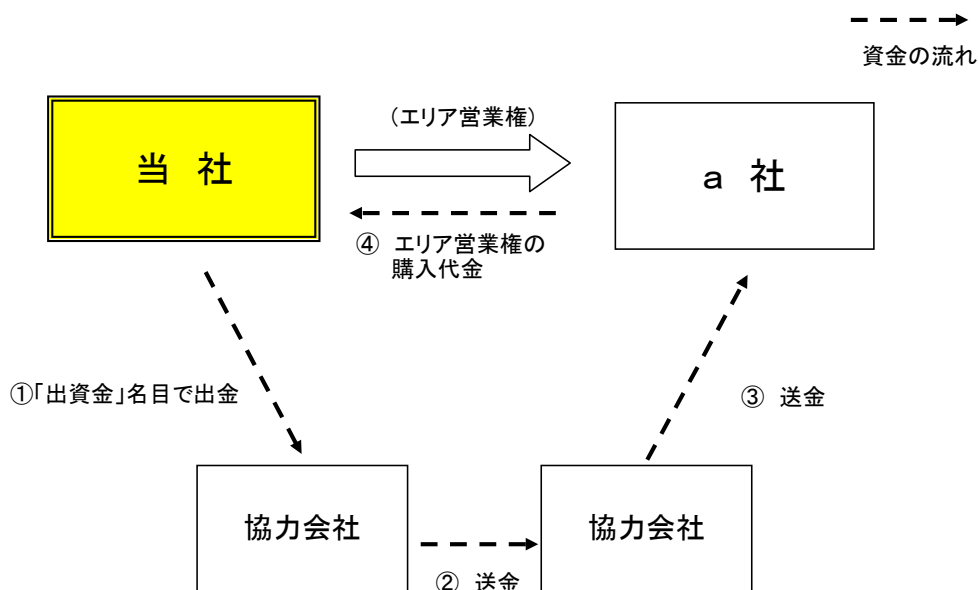 資金の流れ
(エリア営業権)
当 社
a 社
④ エリア営業権の
購入代金
①「出資金」名目で出金
③ 送金
協力会社
協力会社
② 送金